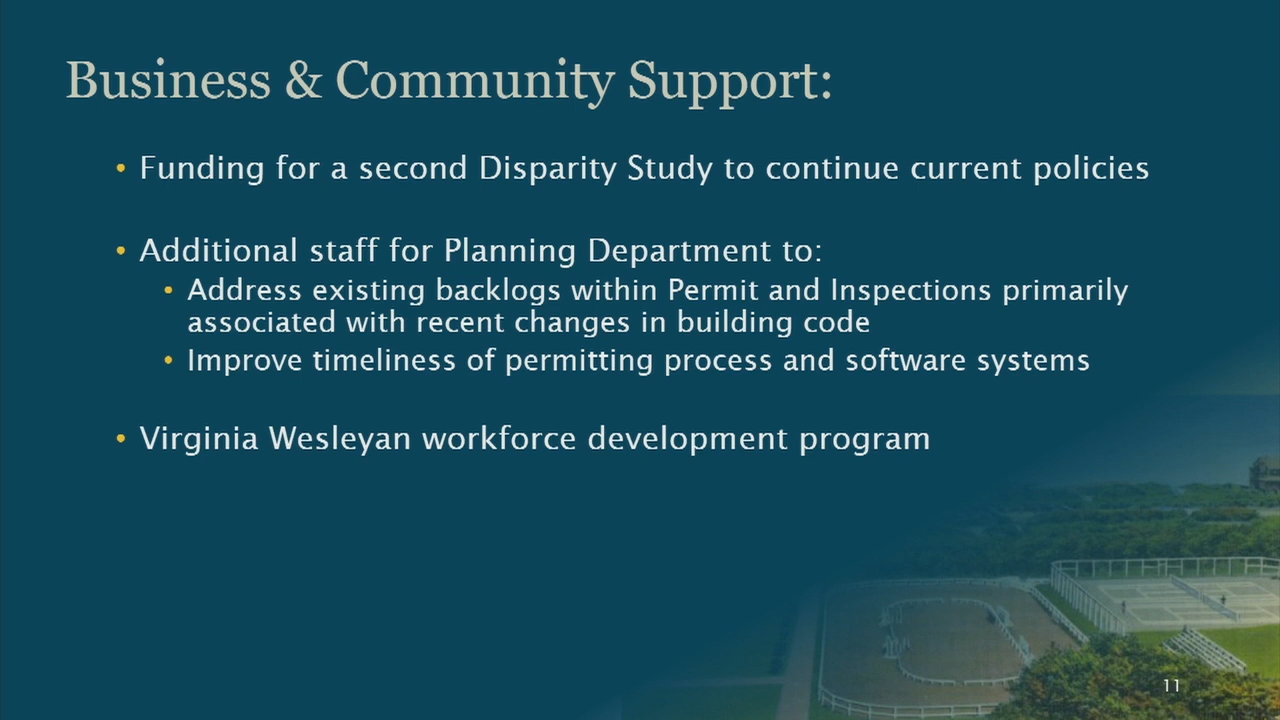 Business & Community Support:
• Funding for a second Disparity Study to continue current policies
• Additional staff for Planning Department to:
• Address existing backlogs within Permit and Inspections primarily
associated with recent changes in building code
• Improve timeliness of permitting process and software systems
• Virginia Wesleyan workforce development program
11